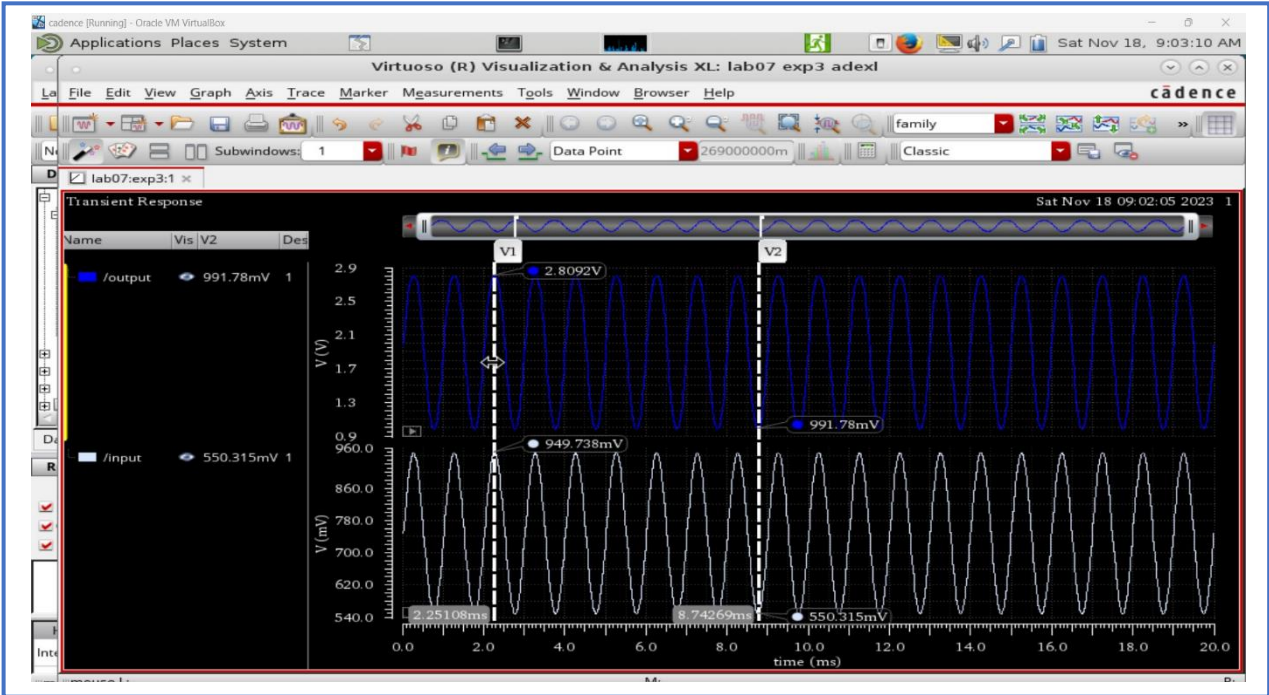 cadence [Running] - Oracle VM VirtualBox
Applications Places System
Sat Nov 18, 9:03:10 AM
Virtuoso (R) Visualization & Analysis XL: lab07 exp3 adexl
La File Edit View Graph Axis Trace Marker Measurements Tools Window Browser Help cādence
family
Subwindows: 1 Data Point 269000000m Classic
D lab07:exp3:1
Transient Response Sat Nov 18 09:02:05 2023 1
Name Vis V2 Des
V1 V2
/output 991.78mV 1
2.8092V
2.9
2.5
2.1
1.7
1.3
0.9
V (V)
991.78mV
/input 550.315mV 1
949.738mV
960.0
860.0
780.0
700.0
620.0
540.0
V (mV)
2.25108ms 8.74269ms 550.315mV
0.0 2.0 4.0 6.0 8.0 10.0 12.0 14.0 16.0 18.0 20.0
time (ms)
Da
R
Inte